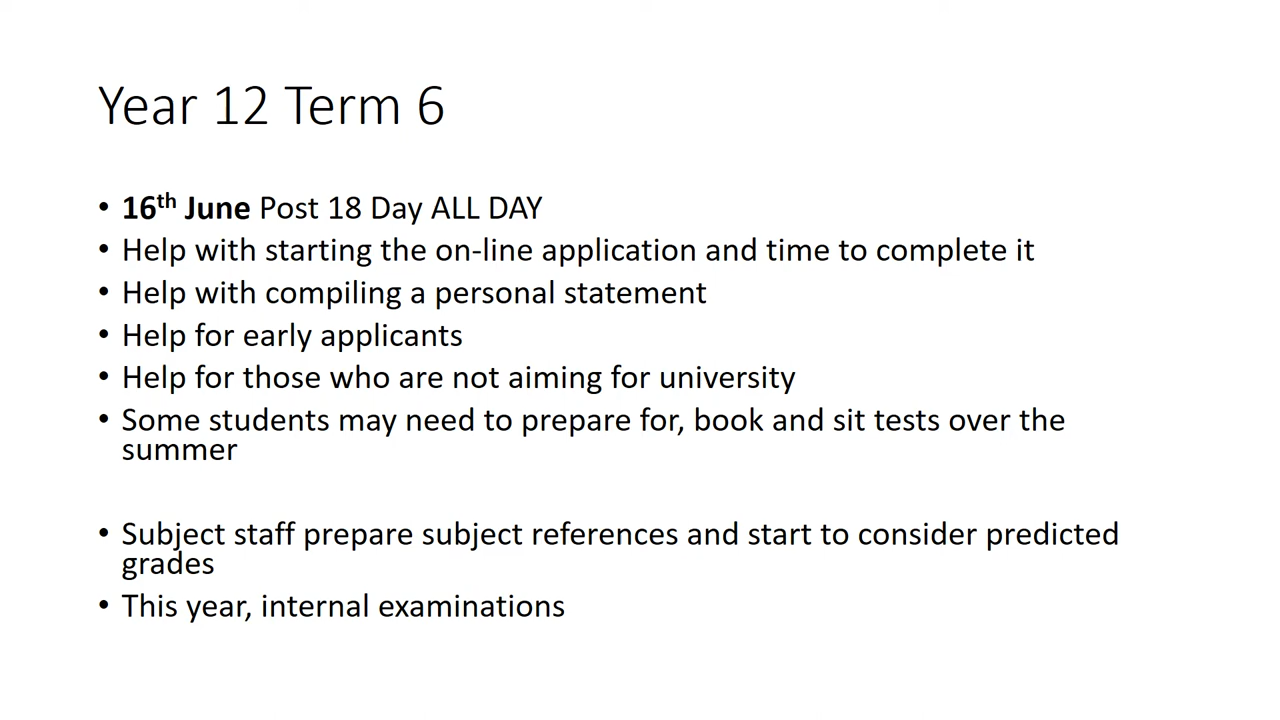 Year 12 Term 6
• 16th June Post 18 Day ALL DAY
• Help with starting the on-line application and time to complete it
• Help with compiling a personal statement
• Help for early applicants
• Help for those who are not aiming for university
• Some students may need to prepare for, book and sit tests over the
summer
• Subject staff prepare subject references and start to consider predicted
grades
• This year, internal examinations